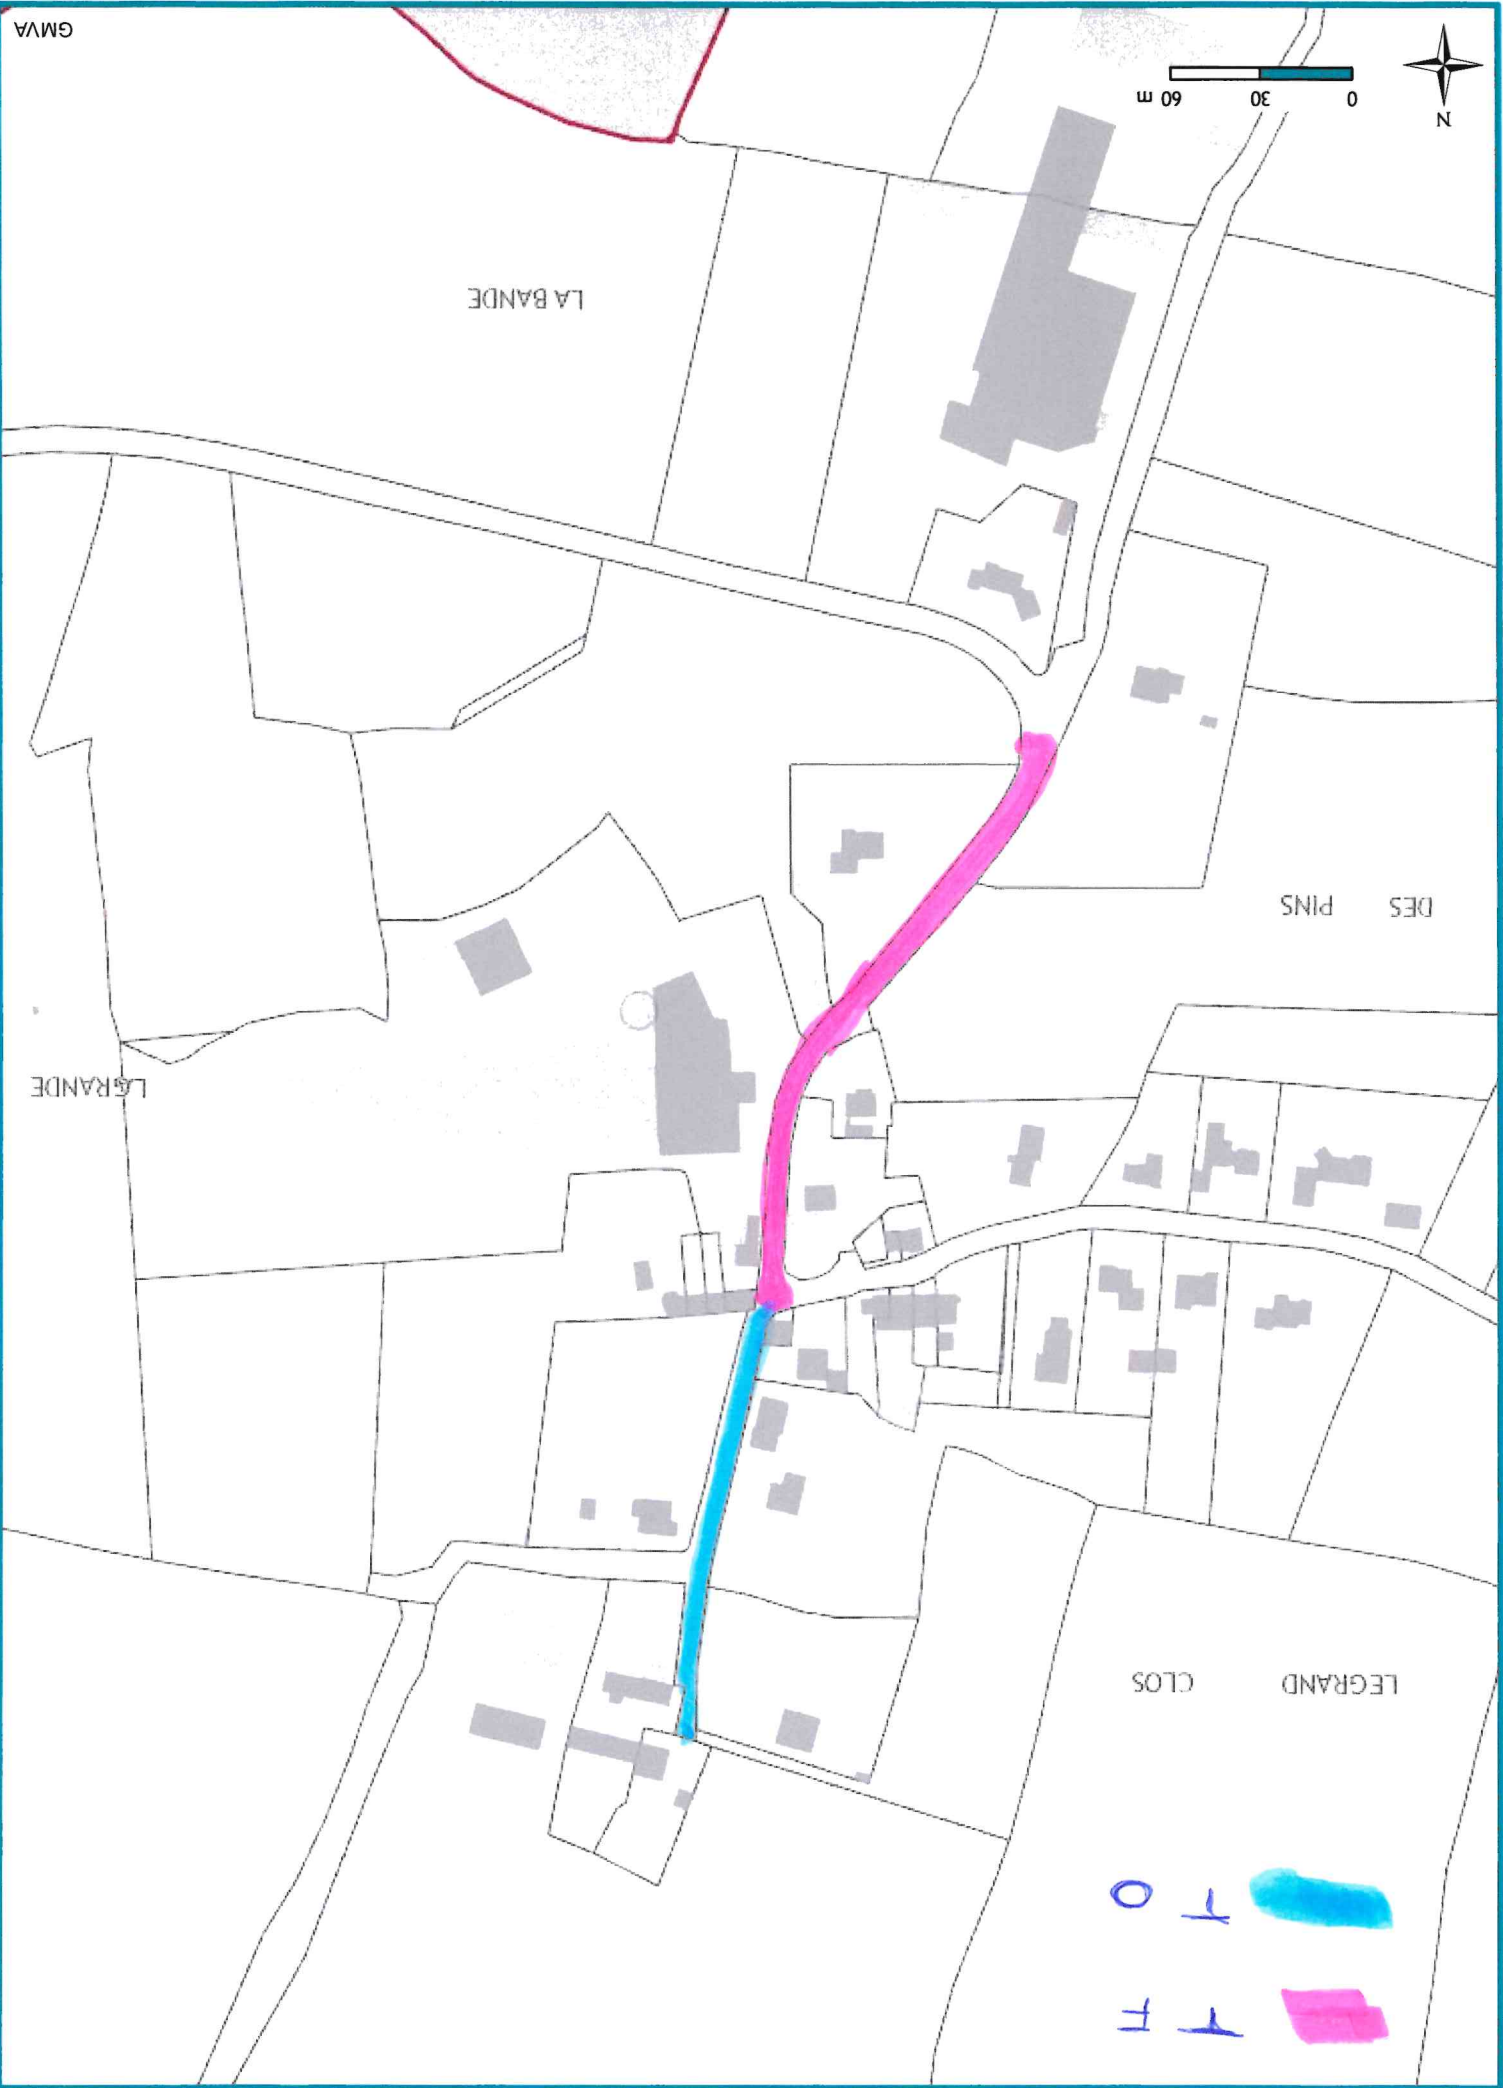 T F
T O
LEGRAND CLOS
LAGRANDE
DES PINS
LA BANDE
N
0 30 60 m
GMVA